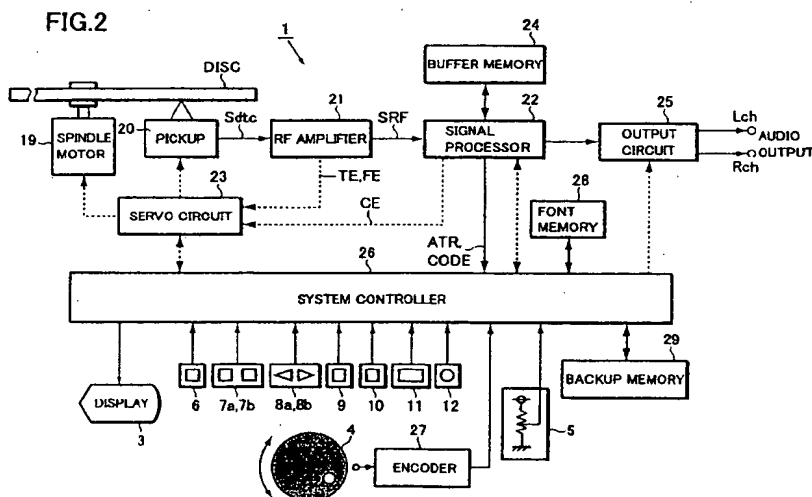 FIG.2
1
24
BUFFER MEMORY
DISC
21
22
25
19
SPINDLE MOTOR
20
PICKUP
Sdtc
RF AMPLIFIER
SRF
SIGNAL PROCESSOR
OUTPUT CIRCUIT
Lch
AUDIO OUTPUT
Rch
23
TE,FE
28
SERVO CIRCUIT
CE
FONT MEMORY
26
ATR. CODE
SYSTEM CONTROLLER
29
BACKUP MEMORY
DISPLAY
3
6
7a,7b
8a,8b
9
10
11
12
5
4
27
ENCODER